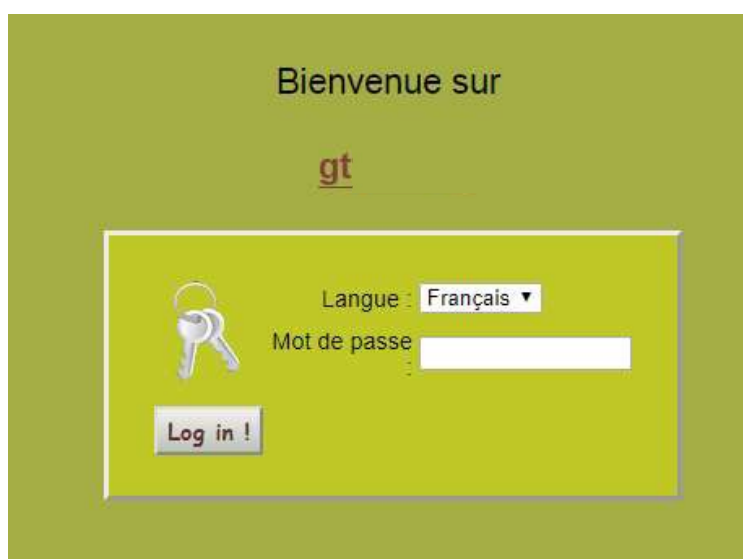 Bienvenue sur
gt
Langue : Français
Mot de passe
:
Log in !